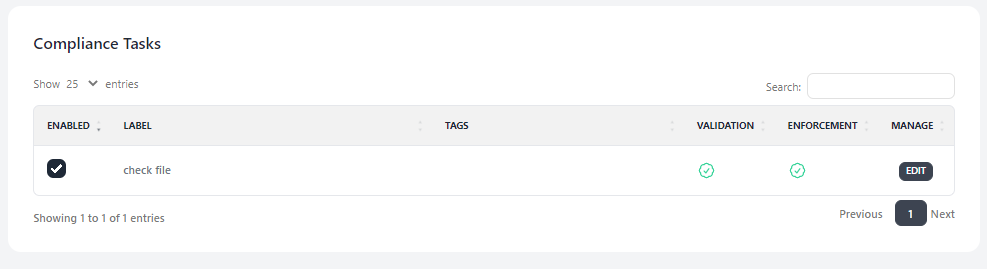 Compliance Tasks
Show 25 entries
Search:
ENABLED LABEL TAGS VALIDATION ENFORCEMENT MANAGE
check file EDIT
Showing 1 to 1 of 1 entries
Previous 1 Next